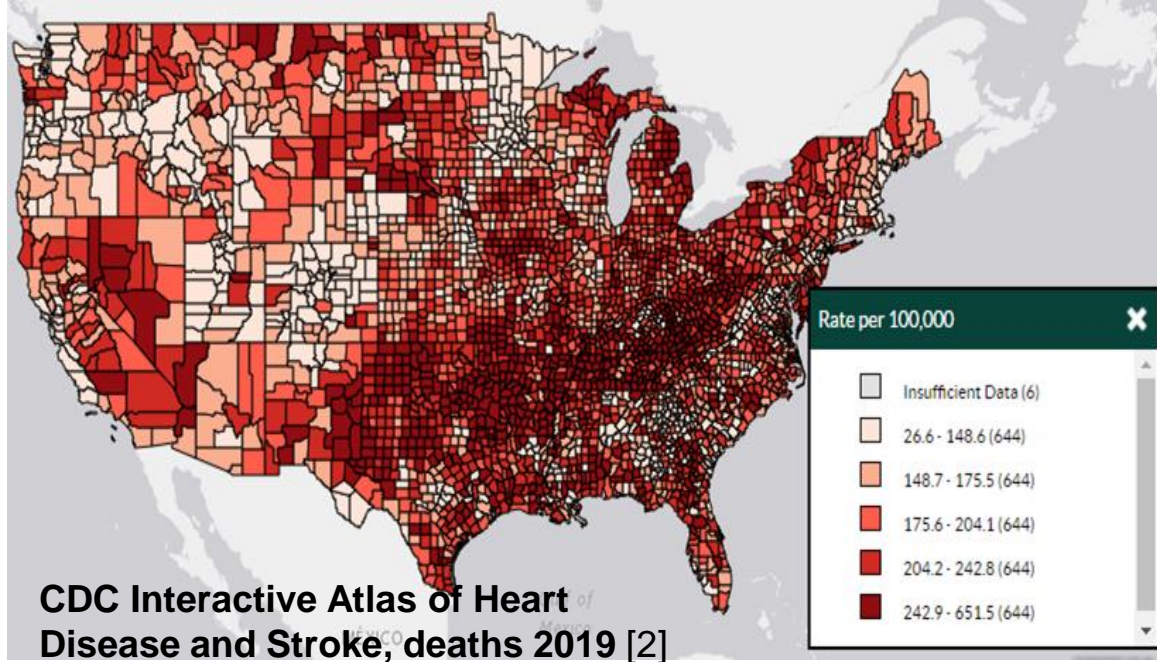 Rate per 100,000 ×
Insufficient Data (6)
26.6 - 148.6 (644)
148.7 - 175.5 (644)
175.6 - 204.1 (644)
204.2 - 242.8 (644)
242.9 - 651.5 (644)
CDC Interactive Atlas of Heart
Disease and Stroke, deaths 2019 [2]
MÉXICO